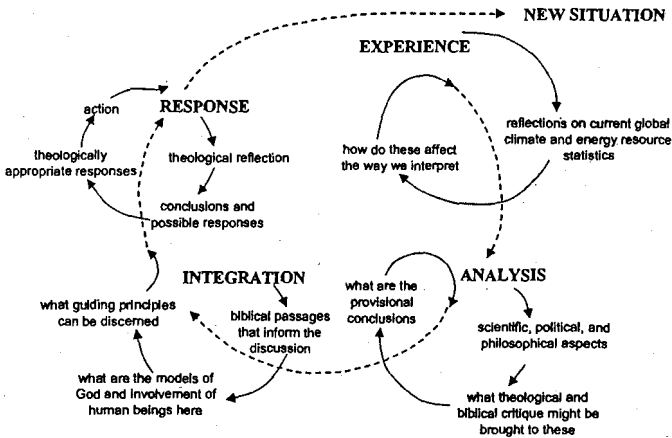 NEW SITUATION
EXPERIENCE
reflections on current global
climate and energy resource
statistics
how do these affect
the way we interpret
ANALYSIS
scientific, political, and
philosophical aspects
what theological and
biblical critique might be
brought to these
what are the
provisional
conclusions
INTEGRATION
biblical passages
that inform the
discussion
what are the models of
God and involvement of
human beings here
what guiding principles
can be discerned
RESPONSE
theological reflection
conclusions and
possible responses
theologically
appropriate responses
action